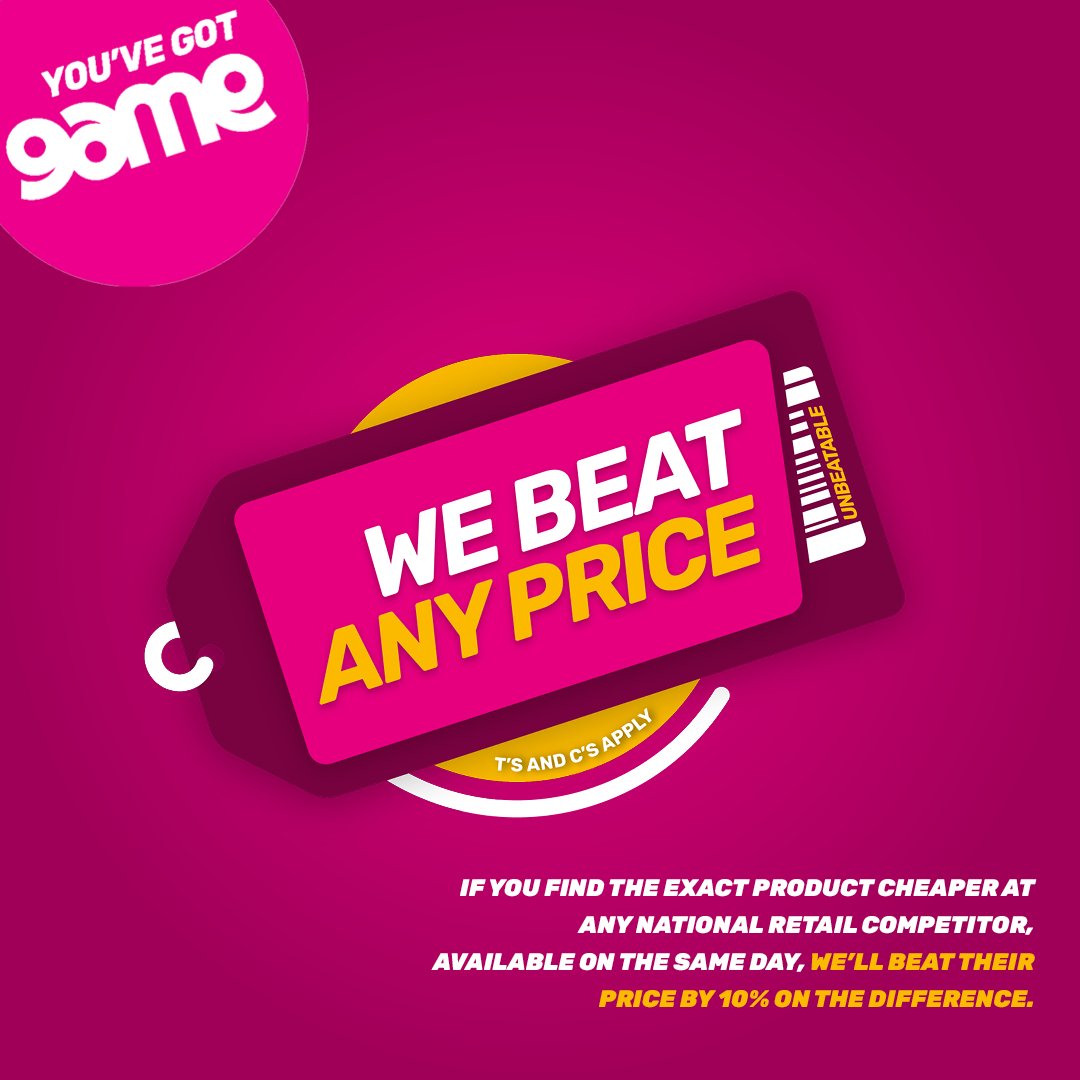 YOU'VE GOT
game
WE BEAT
ANY PRICE
UNBEATABLE
T'S AND C'S APPLY
IF YOU FIND THE EXACT PRODUCT CHEAPER AT
ANY NATIONAL RETAIL COMPETITOR,
AVAILABLE ON THE SAME DAY, WE'LL BEAT THEIR
PRICE BY 10% ON THE DIFFERENCE.